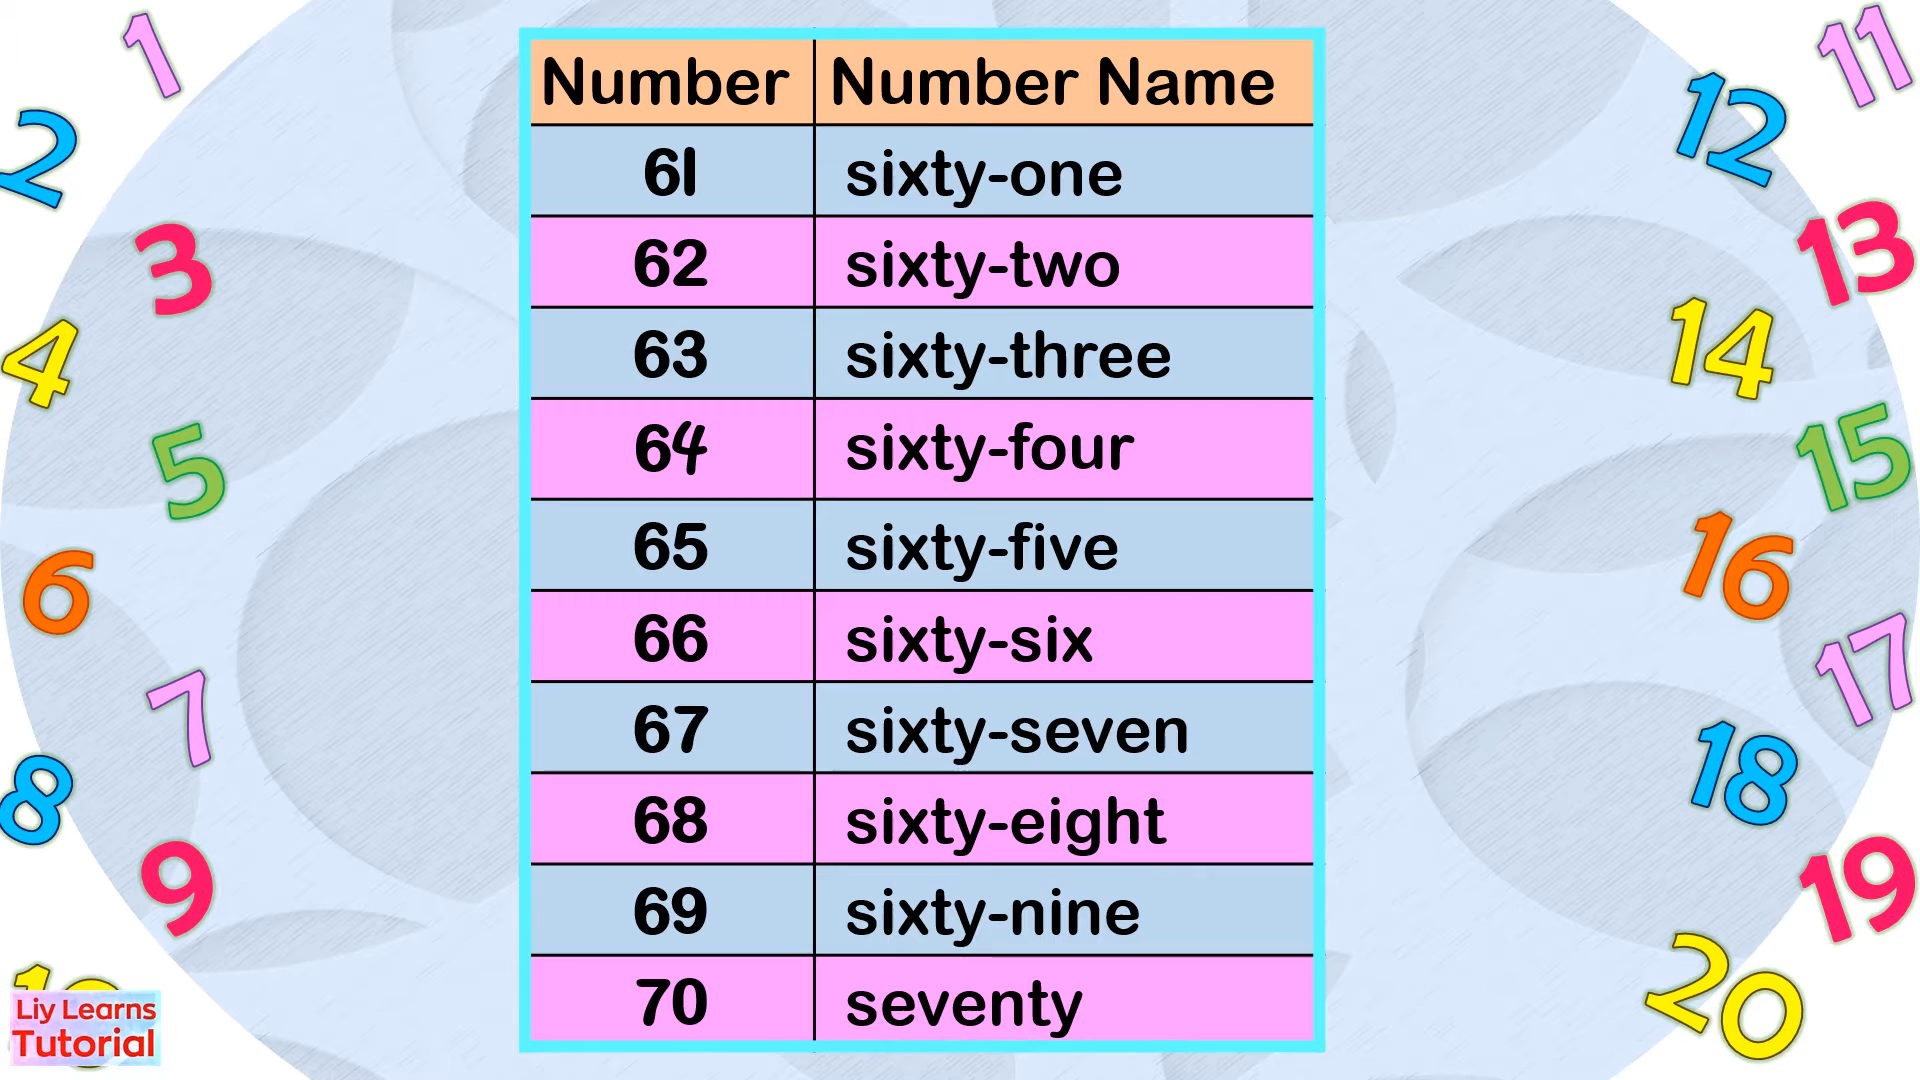 Number Number Name
61 sixty-one
62 sixty-two
63 sixty-three
64 sixty-four
65 sixty-five
66 sixty-six
67 sixty-seven
68 sixty-eight
69 sixty-nine
70 seventy
1
2
3
4
5
6
7
8
9
10
11
12
13
14
15
16
17
18
19
20
Liy Learns
Tutorial